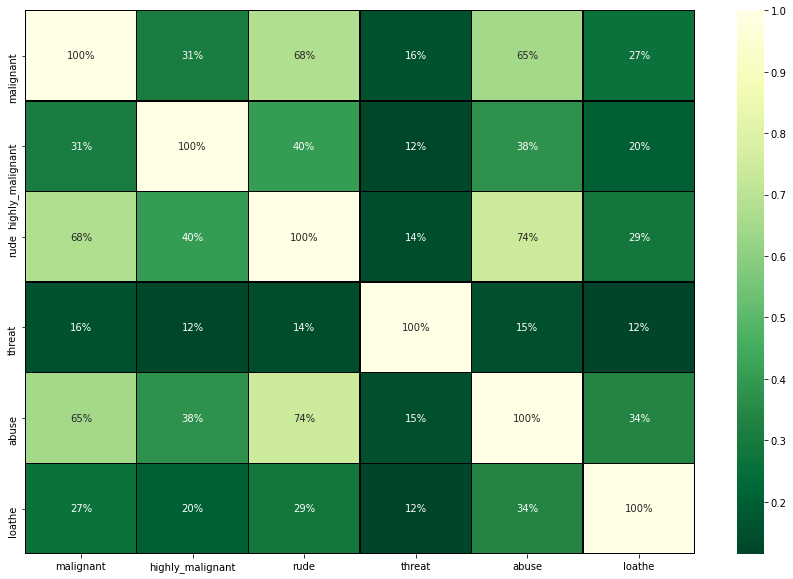 malignant 100% 31% 68% 16% 65% 27%
highly_malignant 31% 100% 40% 12% 38% 20%
rude 68% 40% 100% 14% 74% 29%
threat 16% 12% 14% 100% 15% 12%
abuse 65% 38% 74% 15% 100% 34%
loathe 27% 20% 29% 12% 34% 100%
malignant highly_malignant rude threat abuse loathe
1.0
0.9
0.8
0.7
0.6
0.5
0.4
0.3
0.2